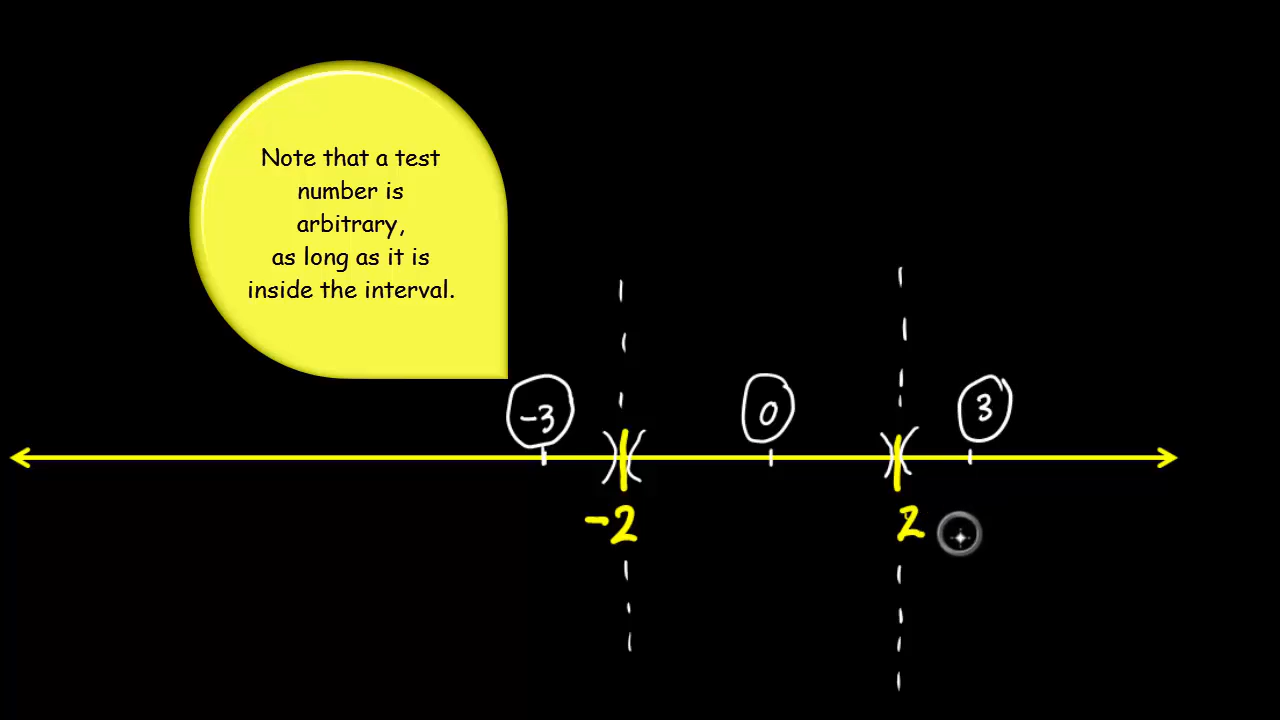 Note that a test
number is
arbitrary,
as long as it is
inside the interval.
-3 0 3
-2 2